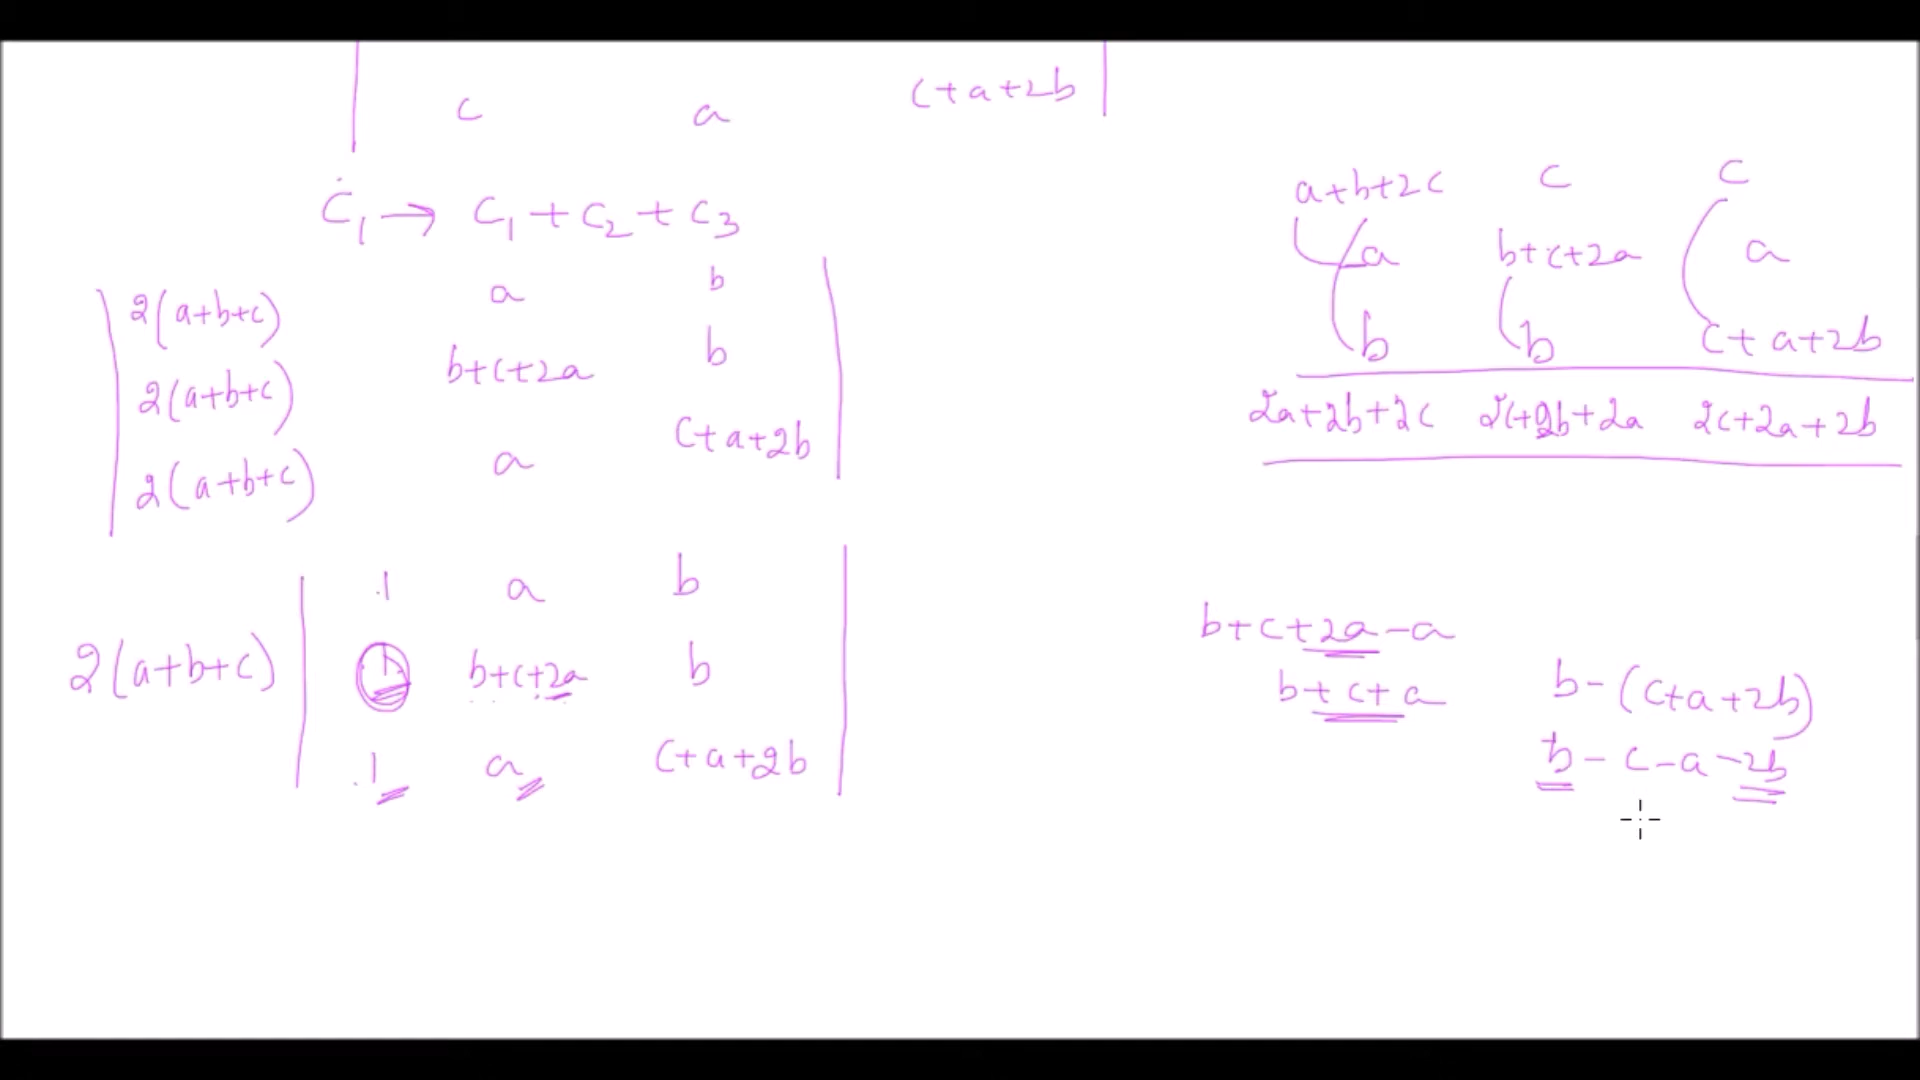 c a c+a+2b
C1 → C1 + C2 + C3
2(a+b+c) a b
2(a+b+c) b+c+2a b
2(a+b+c) a c+a+2b
2(a+b+c) 1 a b
1 b+c+2a b
1 a c+a+2b
a+b+2c c c
a b+c+2a a
b b c+a+2b
2a+2b+2c 2c+2b+2a 2c+2a+2b
b+c+2a-a
b+c+a
b-(c+a+2b)
b-c-a-2b